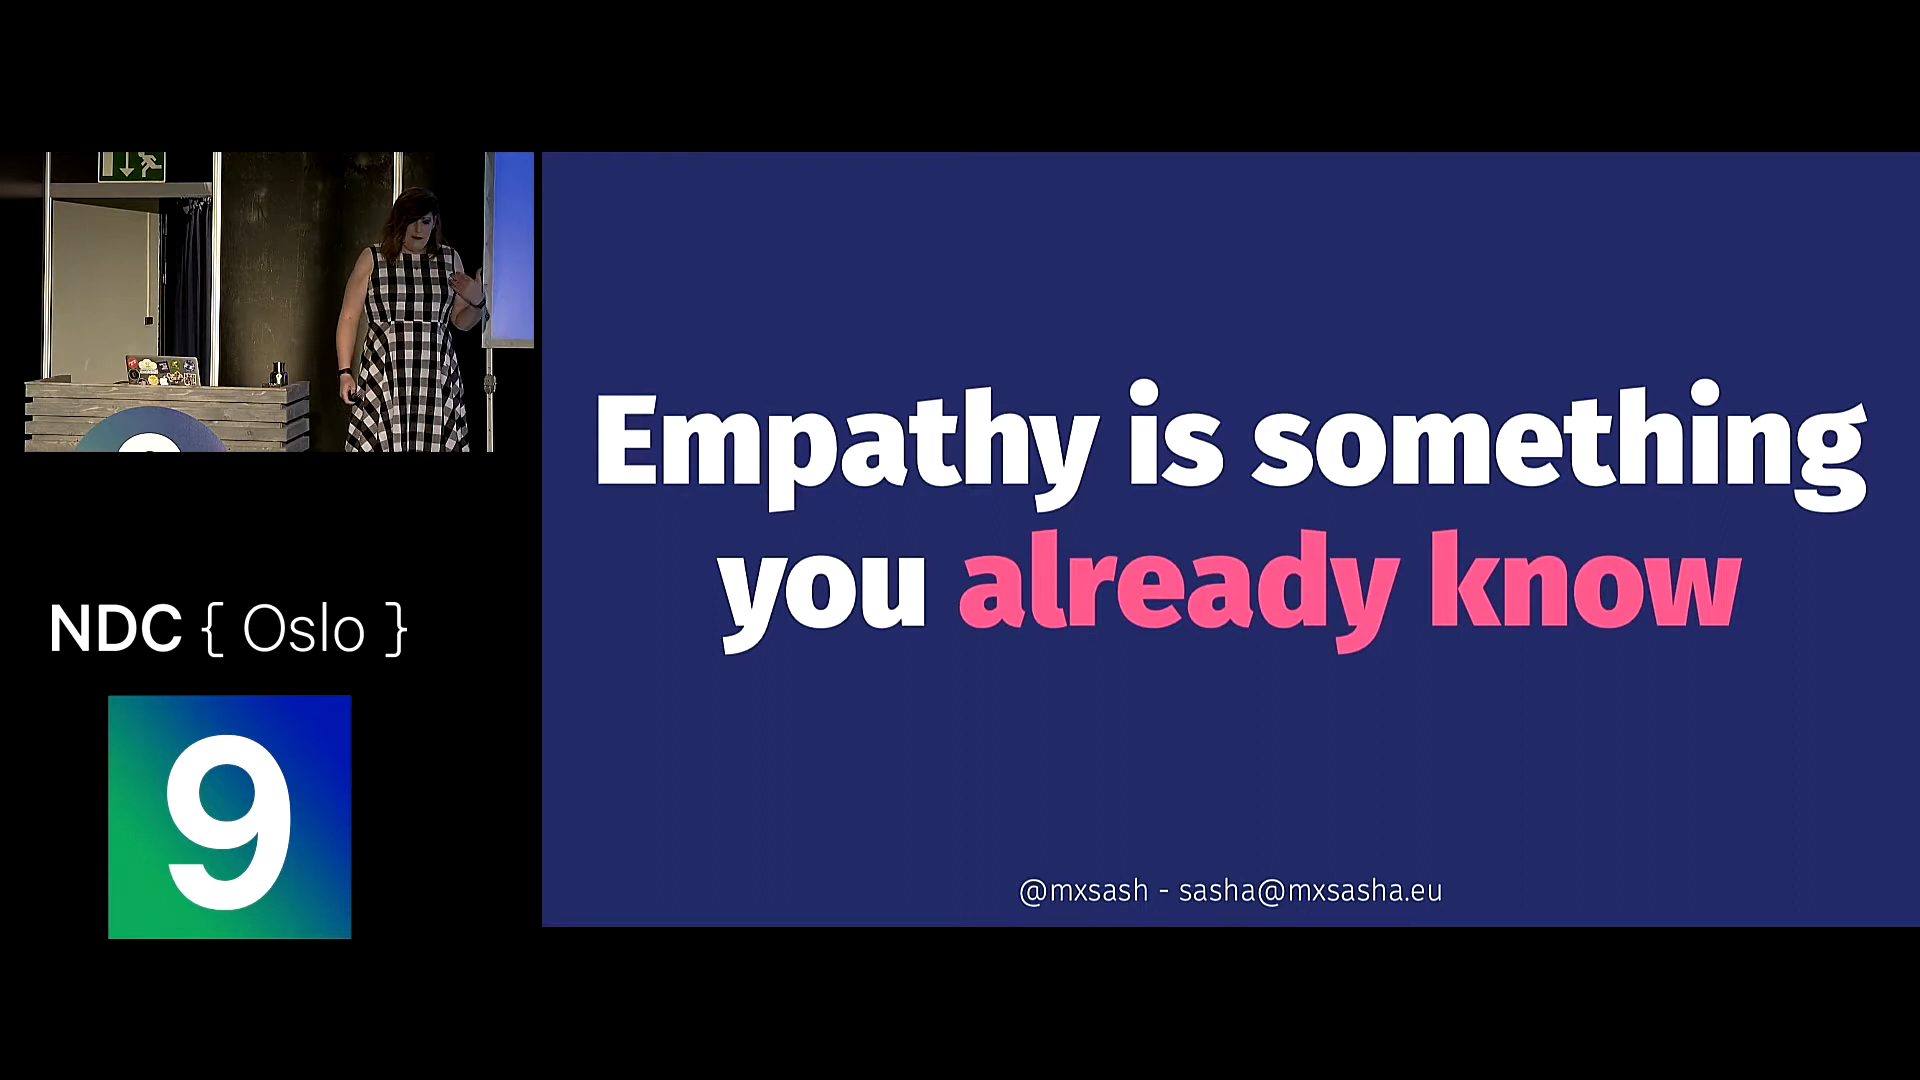 NDC { Oslo }
9
Empathy is something
you already know
@mxsash - sasha@mxsasha.eu